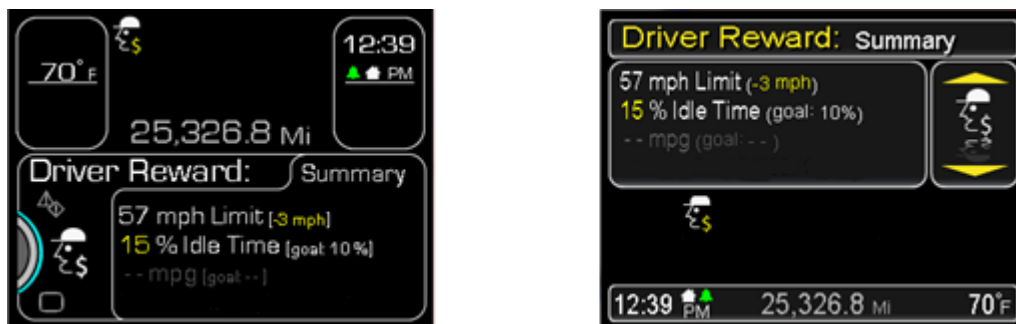 70°F
$
12:39
PM
25,326.8 Mi
Driver Reward: Summary
57 mph Limit [-3 mph]
15 % Idle Time [goal: 10%]
$
-- mpg [goal: --]
Driver Reward: Summary
57 mph Limit (-3 mph)
15 % Idle Time (goal: 10%)
-- mpg (goal: -- )
$
$
12:39 PM 25,326.8 Mi 70°F